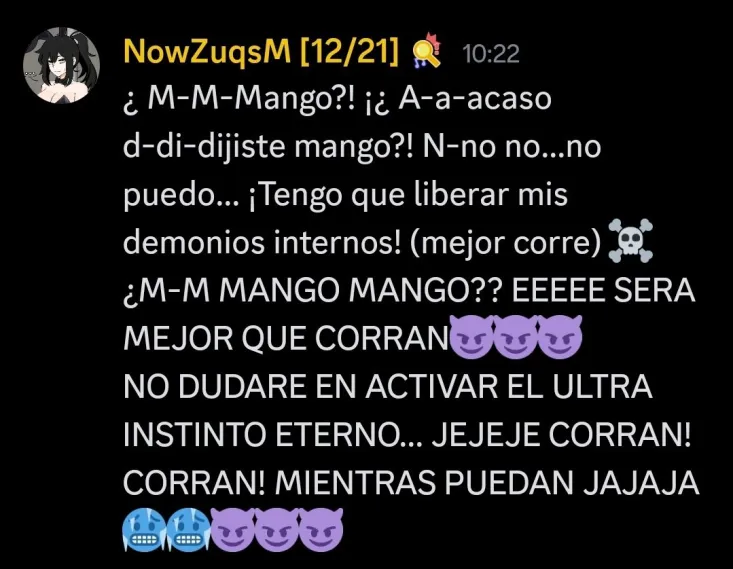 NowZuqsM [12/21] 10:22
¿ M-M-Mango?! ¡¿ A-a-acaso
d-di-dijiste mango?! N-no no...no
puedo... ¡Tengo que liberar mis
demonios internos! (mejor corre) ☠️
¿M-M MANGO MANGO?? EEEEE SERA
MEJOR QUE CORRAN😈😈😈
NO DUDARE EN ACTIVAR EL ULTRA
INSTINTO ETERNO... JEJEJE CORRAN!
CORRAN! MIENTRAS PUEDAN JAJAJA
🥶🥶😈😈😈